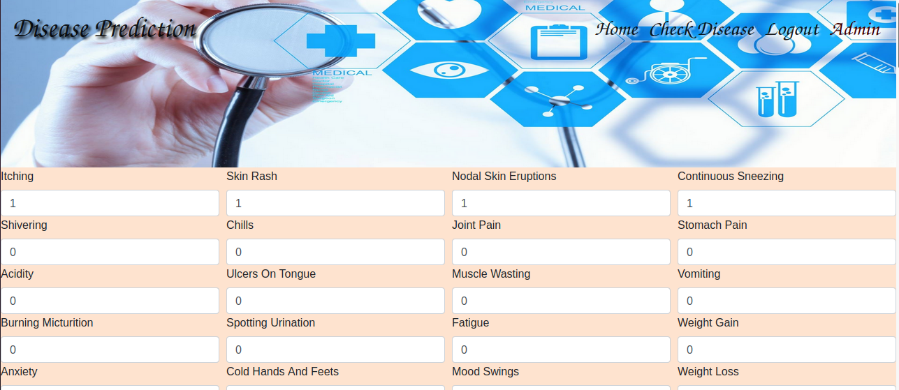 Disease Prediction
Home Check Disease Logout Admin
MEDICAL
MEDICAL
Itching Skin Rash Nodal Skin Eruptions Continuous Sneezing
1 1 1 1
Shivering Chills Joint Pain Stomach Pain
0 0 0 0
Acidity Ulcers On Tongue Muscle Wasting Vomiting
0 0 0 0
Burning Micturition Spotting Urination Fatigue Weight Gain
0 0 0 0
Anxiety Cold Hands And Feets Mood Swings Weight Loss